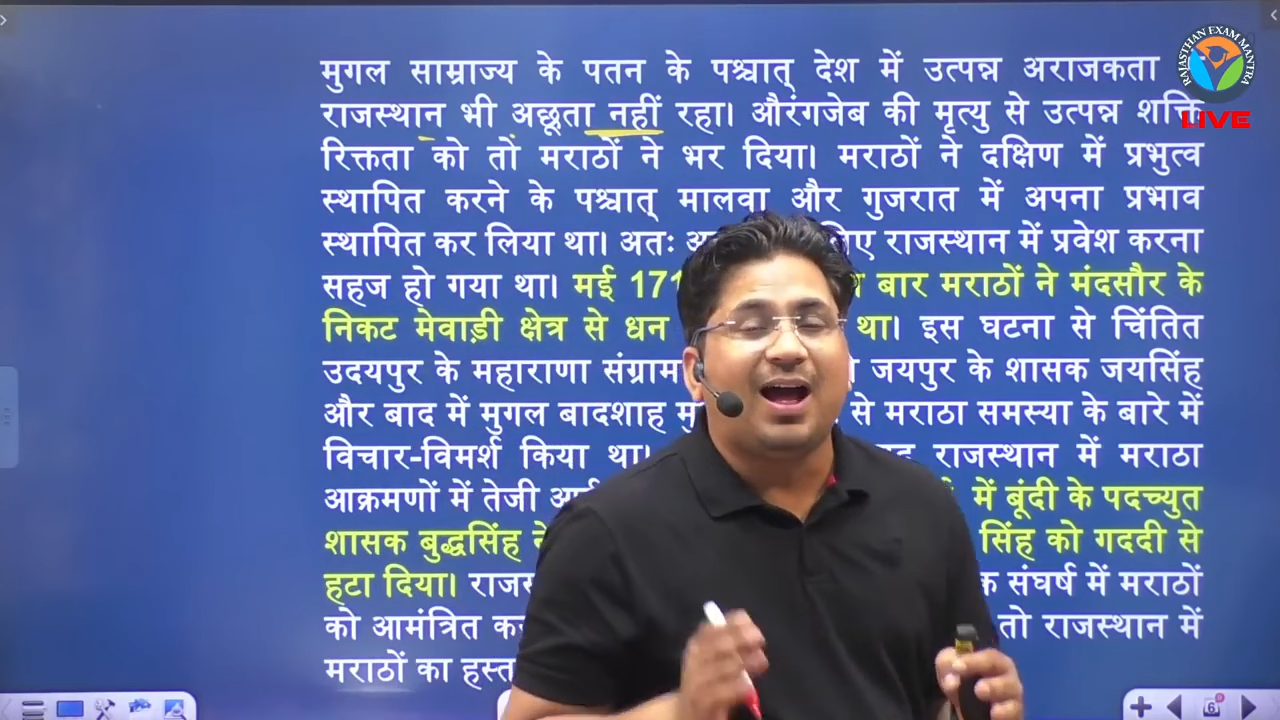 मुगल साम्राज्य के पतन के पश्चात् देश में उत्पन्न अराजकता
राजस्थान भी अछूता नहीं रहा। औरंगजेब की मृत्यु से उत्पन्न शक्ति
रिक्तता को तो मराठों ने भर दिया। मराठों ने दक्षिण में प्रभुत्व
स्थापित करने के पश्चात् मालवा और गुजरात में अपना प्रभाव
स्थापित कर लिया था। अतः राजस्थान में प्रवेश करना
सहज हो गया था। मई 171 बार मराठों ने मंदसौर के
निकट मेवाड़ी क्षेत्र से धन था। इस घटना से चिंतित
उदयपुर के महाराणा संग्राम जयपुर के शासक जयसिंह
और बाद में मुगल बादशाह से मराठा समस्या के बारे में
विचार-विमर्श किया था। राजस्थान में मराठा
आक्रमणों में तेजी में बूंदी के पदच्युत
शासक बुद्धसिंह सिंह को गददी से
हटा दिया। संघर्ष में मराठों
को आमंत्रित तो राजस्थान में
मराठों का
RAJASTHAN EXAM MANTRA
LIVE
6